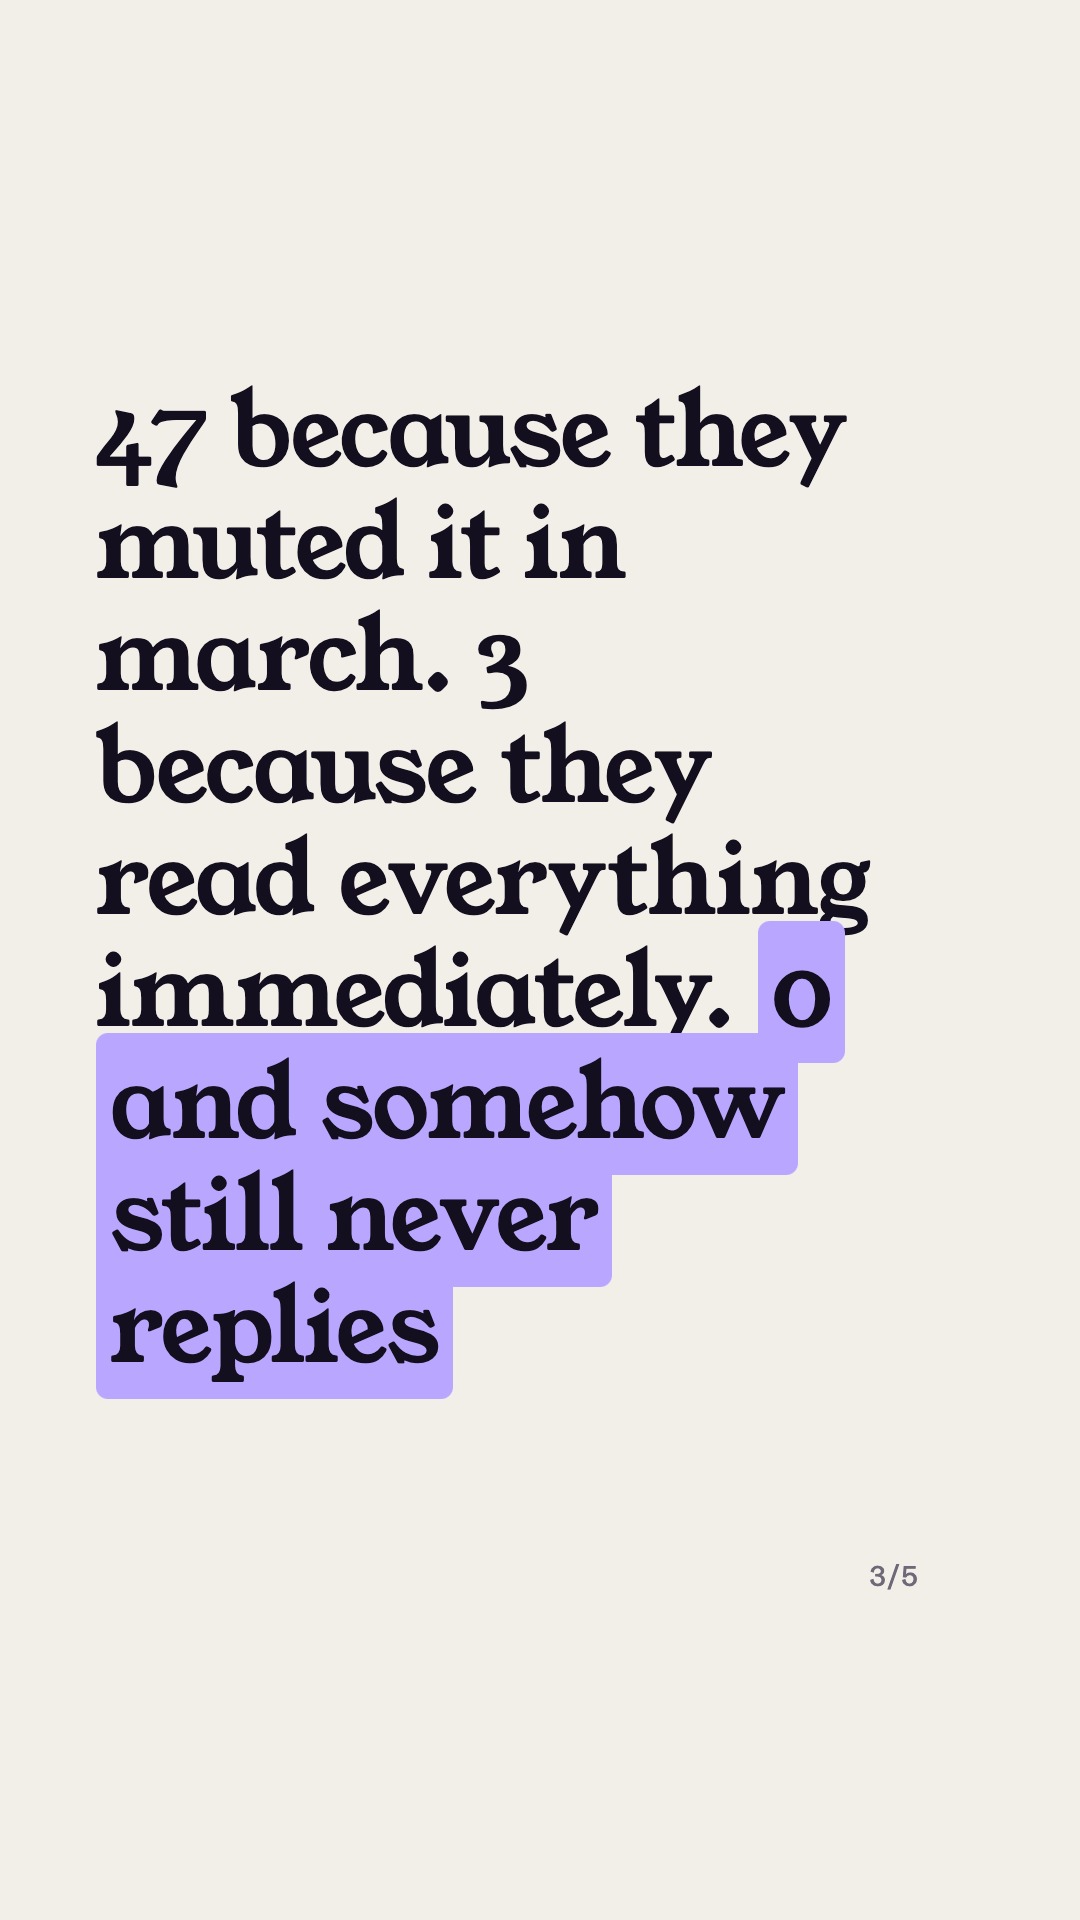 47 because they
muted it in
march. 3
because they
read everything
immediately. 0
and somehow
still never
replies
3/5